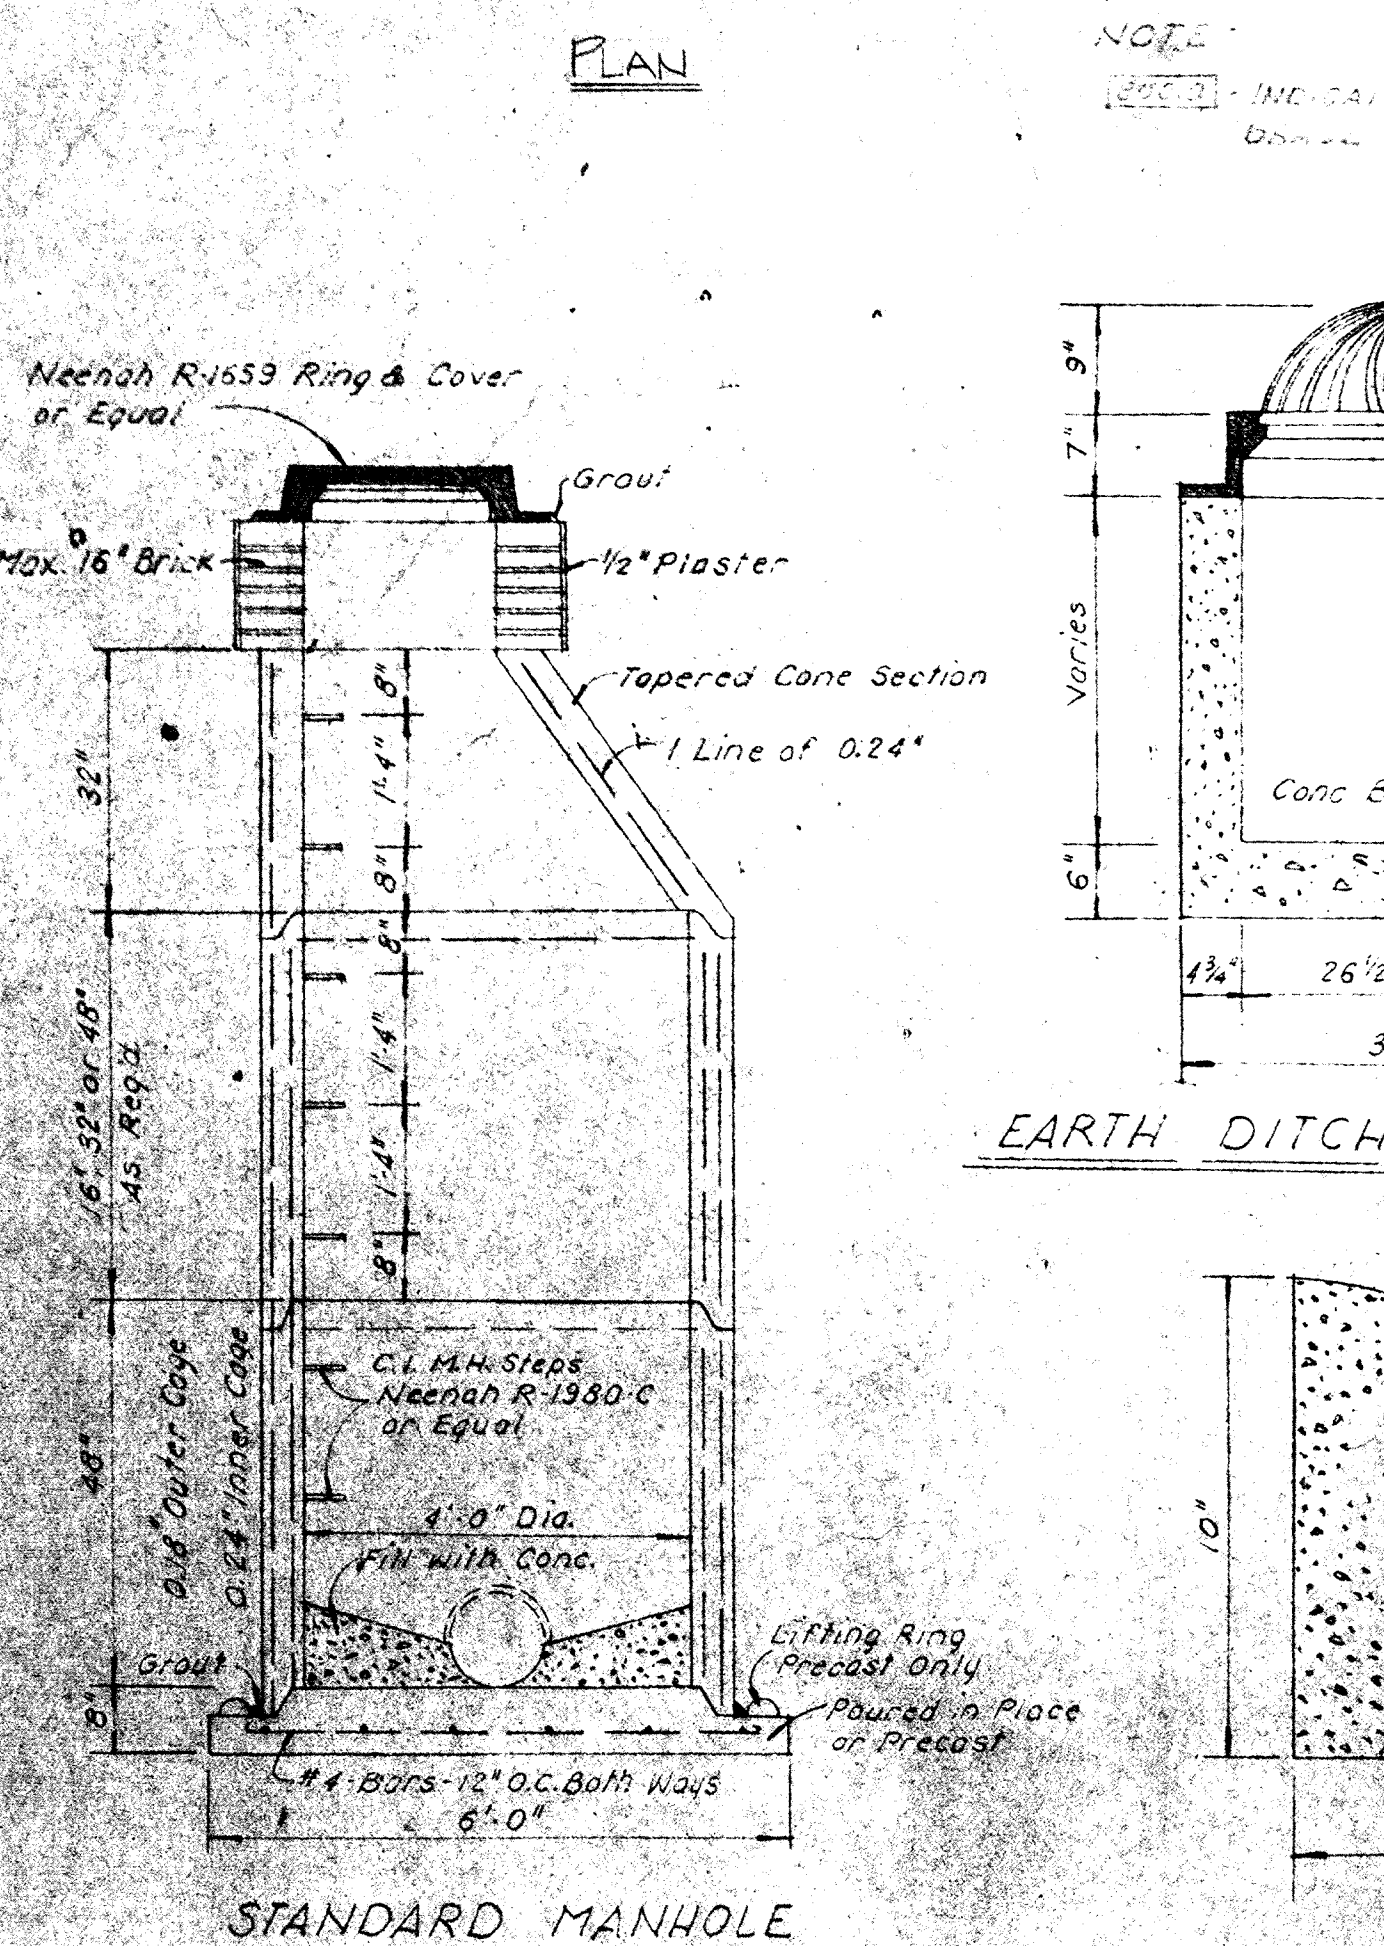 PLAN
NOTE -
Neenah R-1659 Ring & Cover
or Equal
Grout
Max. 16" Brick
1/2" Plaster
Tapered Cone Section
1 Line of 0.24"
32"
8"
1'-4"
8"
8"
1'-4"
1'-4"
8"
16", 32" or 48"
As Req'd
48"
0.18" Outer Cage
0.24" Inner Cage
C.I. M.H. Steps
Neenah R-1980-C
or Equal
4'-0" Dia.
Fill with Conc.
Grout
8"
Lifting Ring
Precast Only
Poured in Place
or Precast
#4-Bars-12" O.C. Both Ways
6'-0"
STANDARD MANHOLE
9"
7"
Varies
6"
Conc
4 3/4"
26 1/2
3
EARTH DITCH
10"